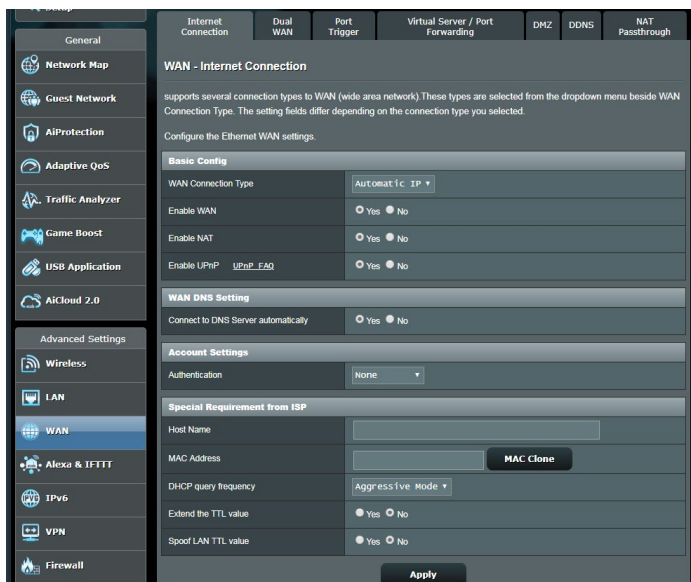 General
Network Map
Guest Network
AiProtection
Adaptive QoS
Traffic Analyzer
Game Boost
USB Application
AiCloud 2.0
Advanced Settings
Wireless
LAN
WAN
Alexa & IFTTT
IPv6
VPN
Firewall
Internet Connection
Dual WAN
Port Trigger
Virtual Server / Port Forwarding
DMZ
DDNS
NAT Passthrough
WAN - Internet Connection
supports several connection types to WAN (wide area network).These types are selected from the dropdown menu beside WAN
Connection Type. The setting fields differ depending on the connection type you selected.
Configure the Ethernet WAN settings.
Basic Config
WAN Connection Type Automatic IP
Enable WAN Yes No
Enable NAT Yes No
Enable UPnP UPnP FAQ Yes No
WAN DNS Setting
Connect to DNS Server automatically Yes No
Account Settings
Authentication None
Special Requirement from ISP
Host Name
MAC Address MAC Clone
DHCP query frequency Aggressive Mode
Extend the TTL value Yes No
Spoof LAN TTL value Yes No
Apply